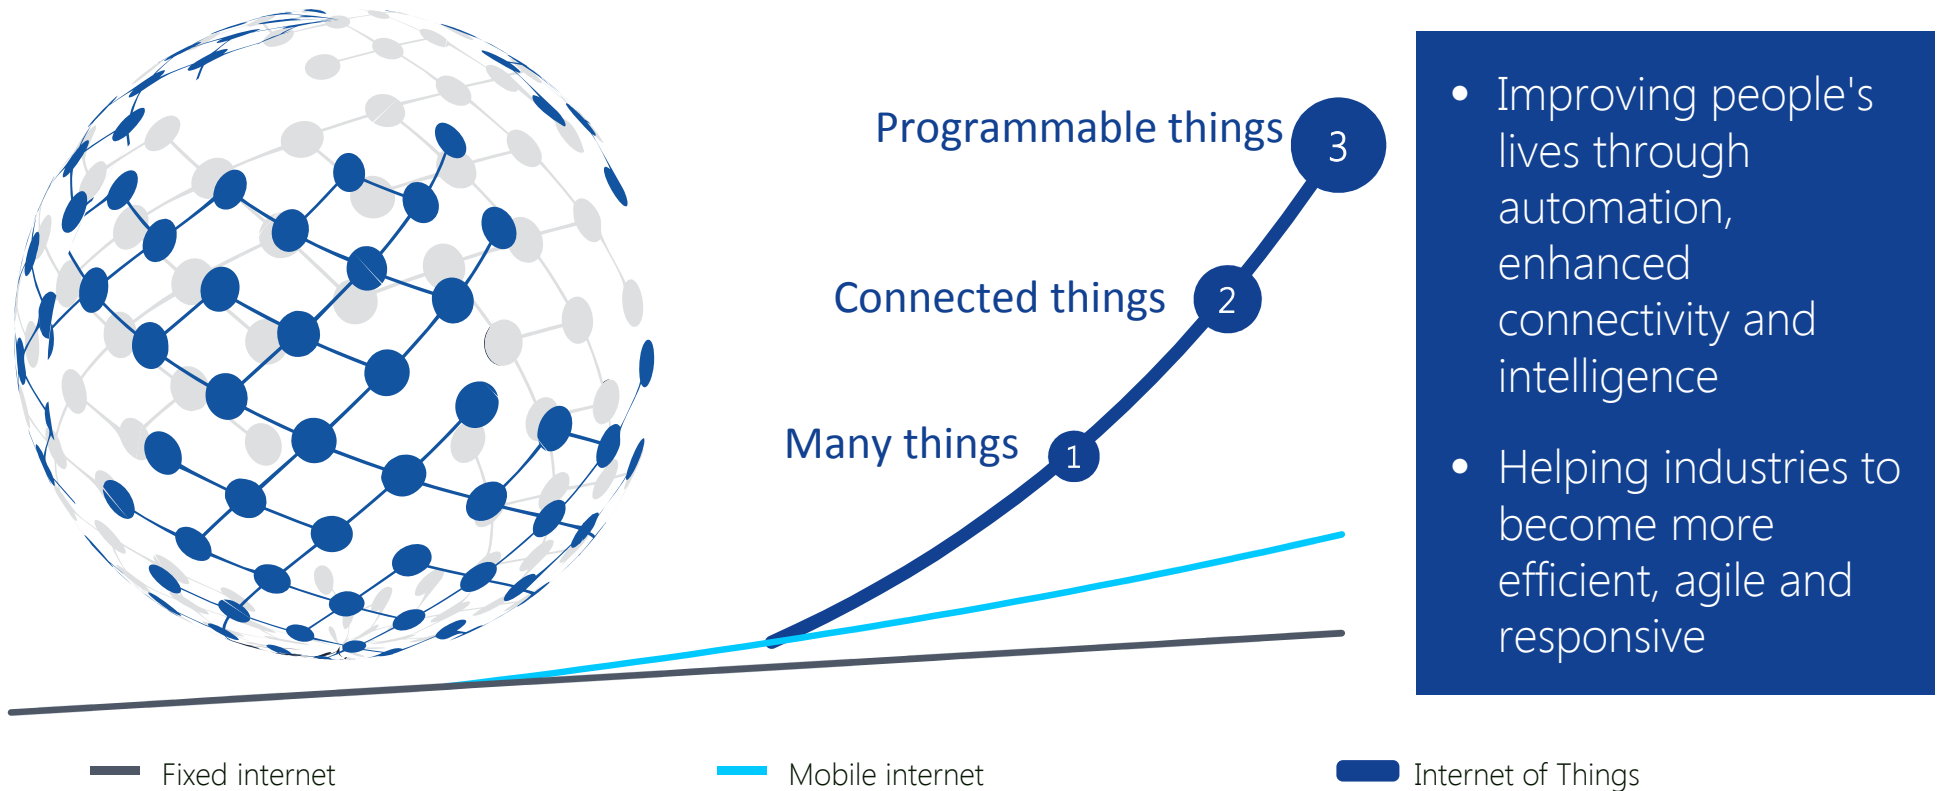 Programmable things
3
Connected things
2
Many things
1
• Improving people's
lives through
automation,
enhanced
connectivity and
intelligence
• Helping industries to
become more
efficient, agile and
responsive
Fixed internet
Mobile internet
Internet of Things